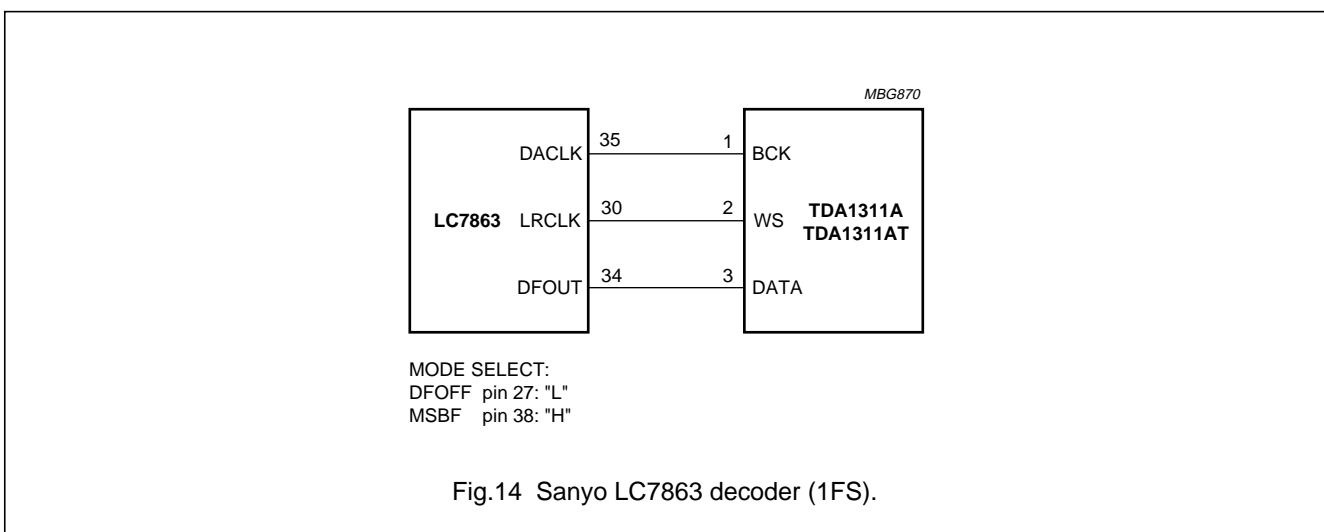 MBG870
DACLK 35 1 BCK
LC7863 LRCLK 30 2 WS TDA1311A
TDA1311AT
DFOUT 34 3 DATA
MODE SELECT:
DFOFF pin 27: "L"
MSBF pin 38: "H"
Fig.14 Sanyo LC7863 decoder (1FS).